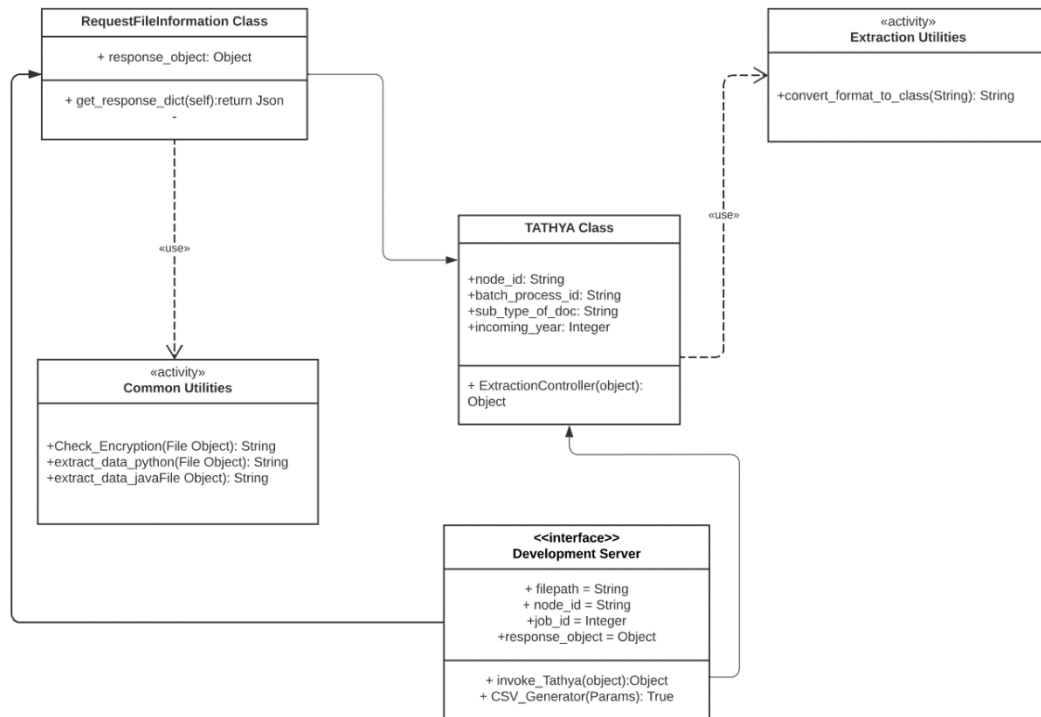 RequestFileInformation Class
+ response_object: Object
+ get_response_dict(self):return Json
-
«activity»
Extraction Utilities
+convert_format_to_class(String): String
«use»
«use»
TATHYA Class
+node_id: String
+batch_process_id: String
+sub_type_of_doc: String
+incoming_year: Integer
+ ExtractionController(object):
Object
«activity»
Common Utilities
+Check_Encryption(File Object): String
+extract_data_python(File Object): String
+extract_data_javaFile Object): String
<<interface>>
Development Server
+ filepath = String
+ node_id = String
+job_id = Integer
+response_object = Object
+ invoke_Tathya(object):Object
+ CSV_Generator(Params): True